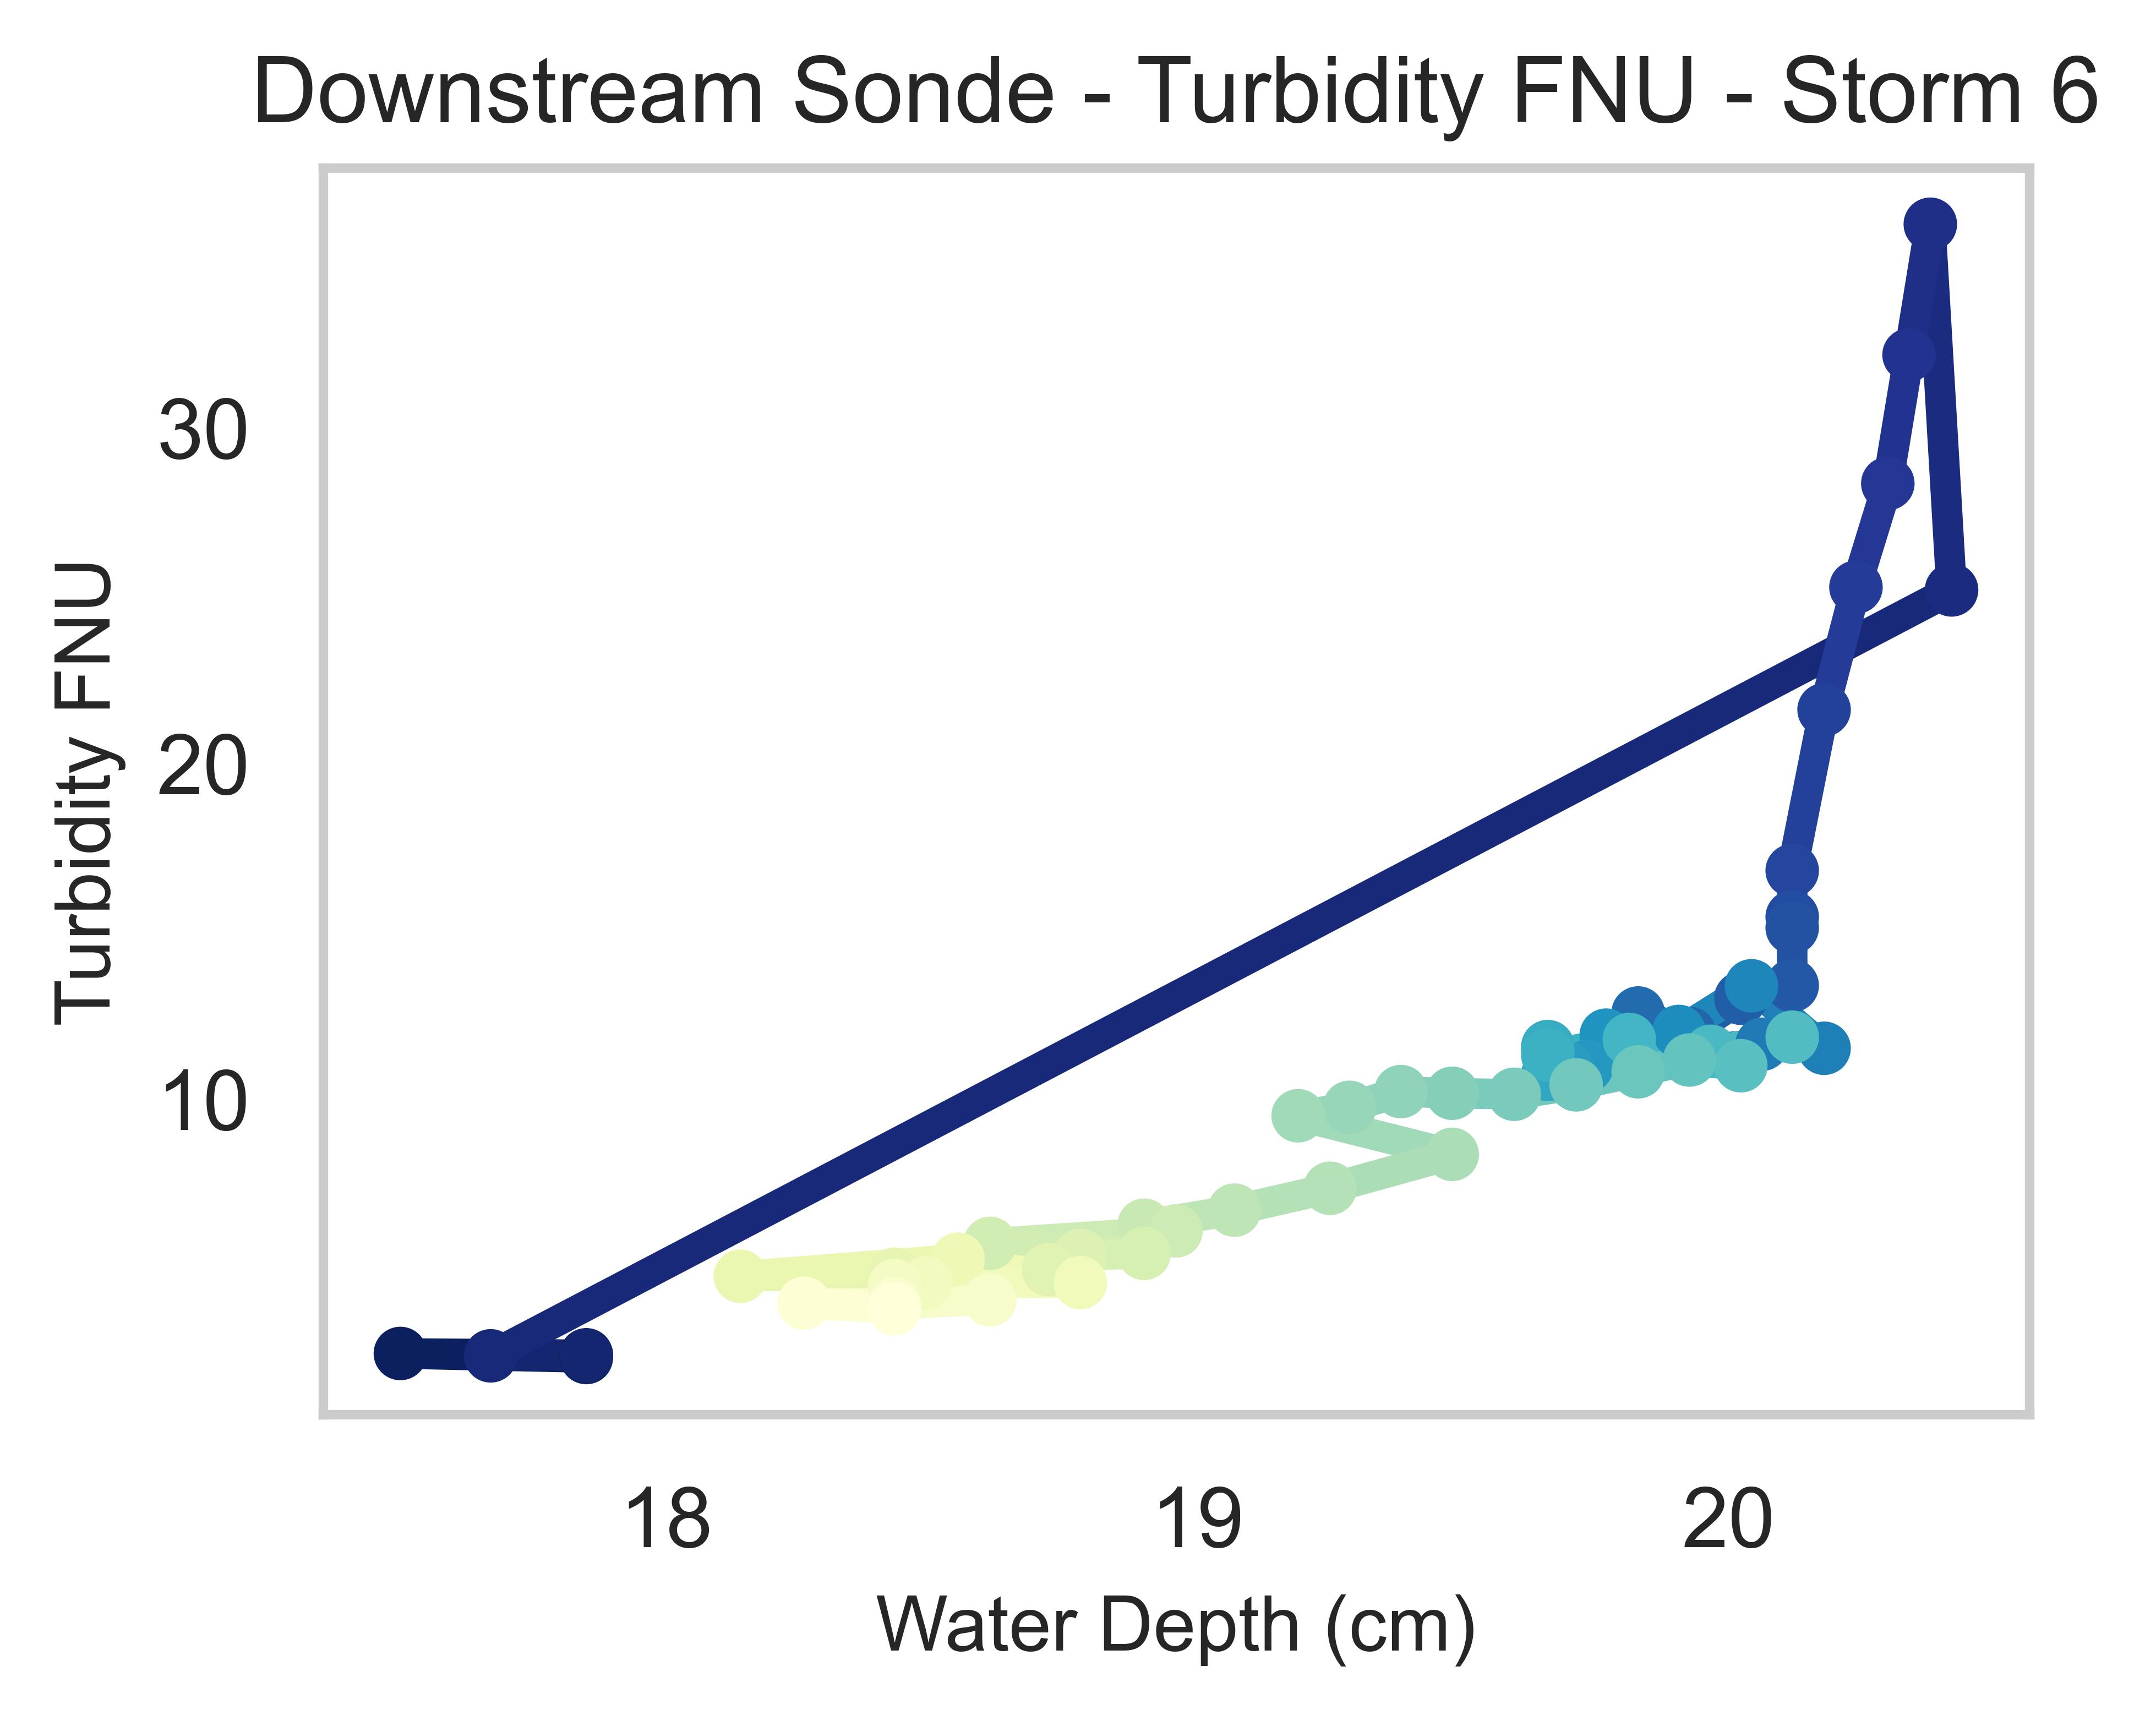 Downstream Sonde - Turbidity FNU - Storm 6
Turbidity FNU
30
20
10
18 19 20
Water Depth (cm)